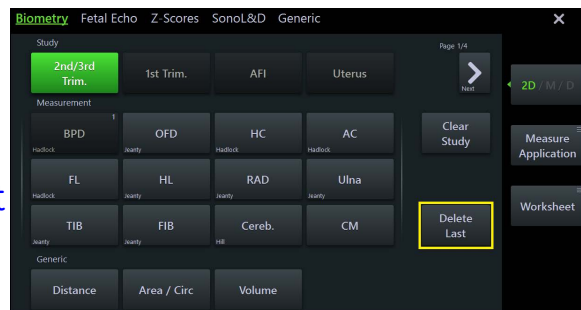 Biometry Fetal Echo Z-Scores SonoL&D Generic
Study
Page 1/4
2nd/3rd
Trim.
1st Trim.
AFI
Uterus
Next
2D / M / D
Measurement
BPD 1
Hadlock
OFD
Jeanty
HC
Hadlock
AC
Hadlock
Clear
Study
Measure
Application
FL
Hadlock
HL
Jeanty
RAD
Jeanty
Ulna
Jeanty
Worksheet
TIB
Jeanty
FIB
Jeanty
Cereb.
Hill
CM
Delete
Last
Generic
Distance
Area / Circ
Volume